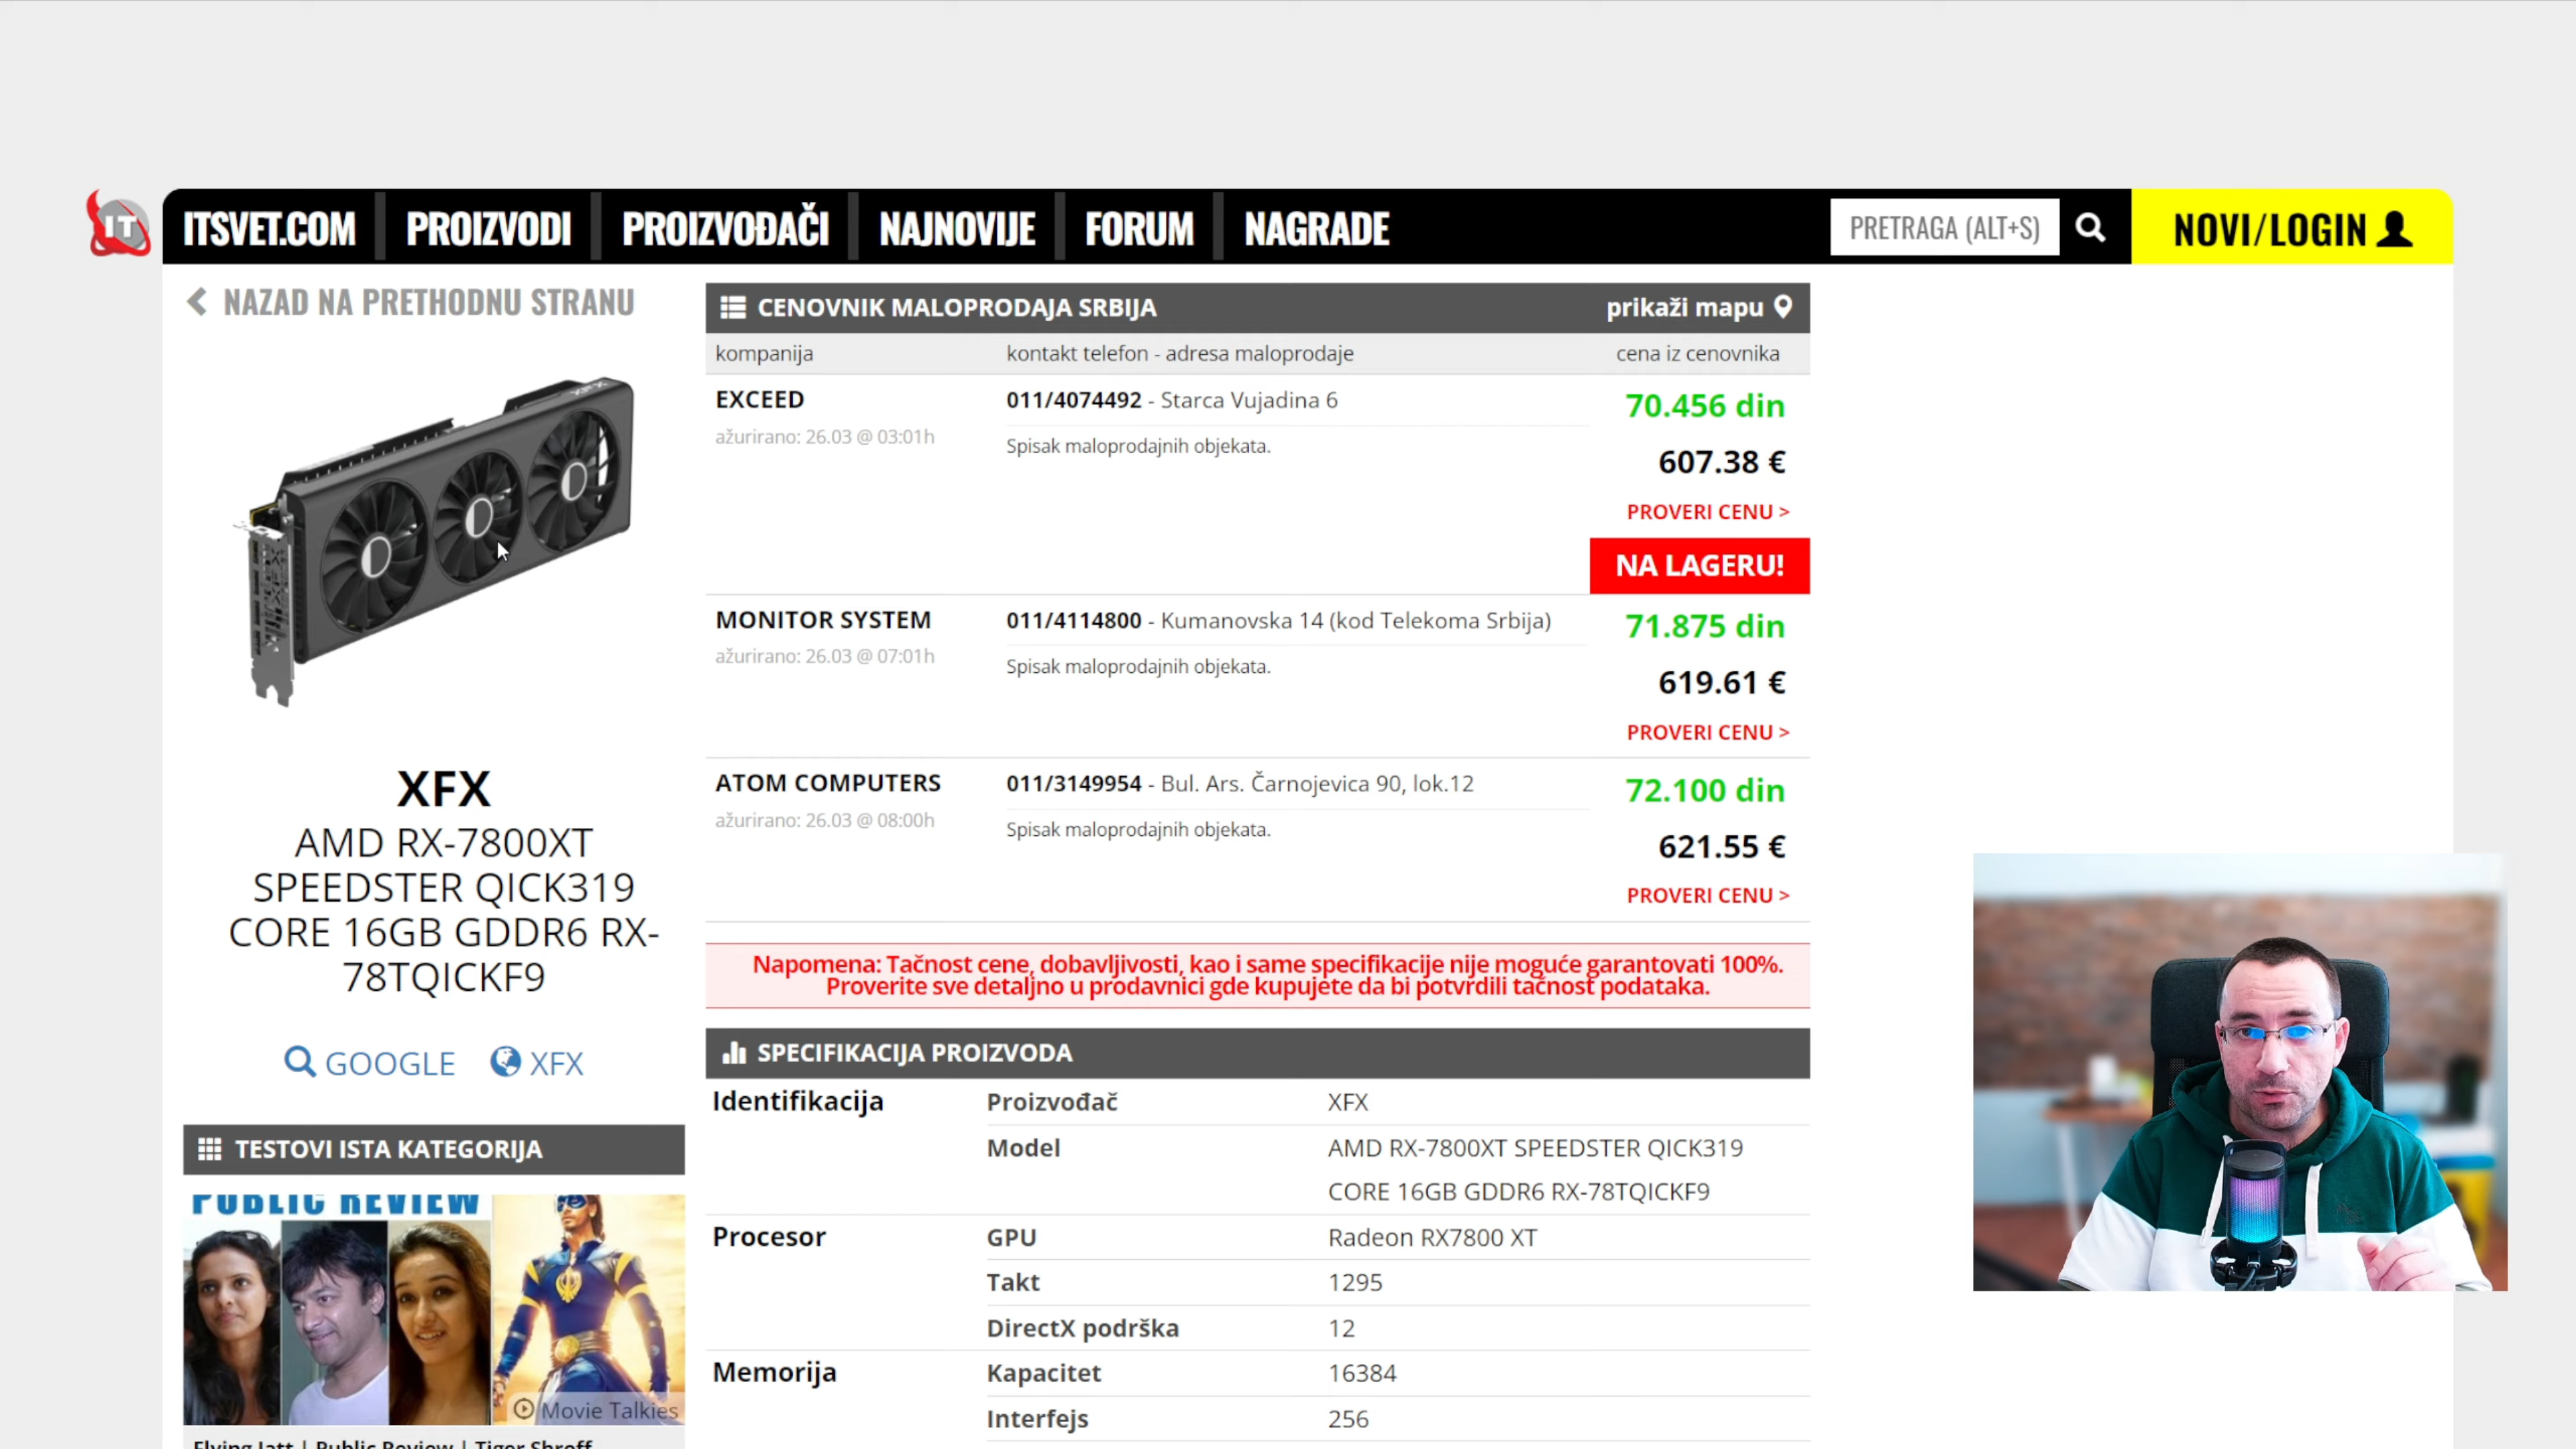 IT
ITSVET.COM PROIZVODI PROIZVOĐAČI NAJNOVIJE FORUM NAGRADE PRETRAGA (ALT+S) NOVI/LOGIN
NAZAD NA PRETHODNU STRANU
XFX
AMD RX-7800XT
SPEEDSTER QICK319
CORE 16GB GDDR6 RX-
78TQICKF9
GOOGLE XFX
TESTOVI ISTA KATEGORIJA
PUBLIC REVIEW
Movie Talkies
Flying Jatt | Public Review | Tiger Shroff
CENOVNIK MALOPRODAJA SRBIJA prikaži mapu
kompanija kontakt telefon - adresa maloprodaje cena iz cenovnika
EXCEED 011/4074492 - Starca Vujadina 6 70.456 din
ažurirano: 26.03 @ 03:01h Spisak maloprodajnih objekata.
607.38 €
PROVERI CENU >
NA LAGERU!
MONITOR SYSTEM 011/4114800 - Kumanovska 14 (kod Telekoma Srbija) 71.875 din
ažurirano: 26.03 @ 07:01h Spisak maloprodajnih objekata.
619.61 €
PROVERI CENU >
ATOM COMPUTERS 011/3149954 - Bul. Ars. Čarnojevica 90, lok.12 72.100 din
ažurirano: 26.03 @ 08:00h Spisak maloprodajnih objekata.
621.55 €
PROVERI CENU >
Napomena: Tačnost cene, dobavljivosti, kao i same specifikacije nije moguće garantovati 100%.
Proverite sve detaljno u prodavnici gde kupujete da bi potvrdili tačnost podataka.
SPECIFIKACIJA PROIZVODA
Identifikacija Proizvođač XFX
Model AMD RX-7800XT SPEEDSTER QICK319
CORE 16GB GDDR6 RX-78TQICKF9
Procesor GPU Radeon RX7800 XT
Takt 1295
DirectX podrška 12
Memorija Kapacitet 16384
Interfejs 256